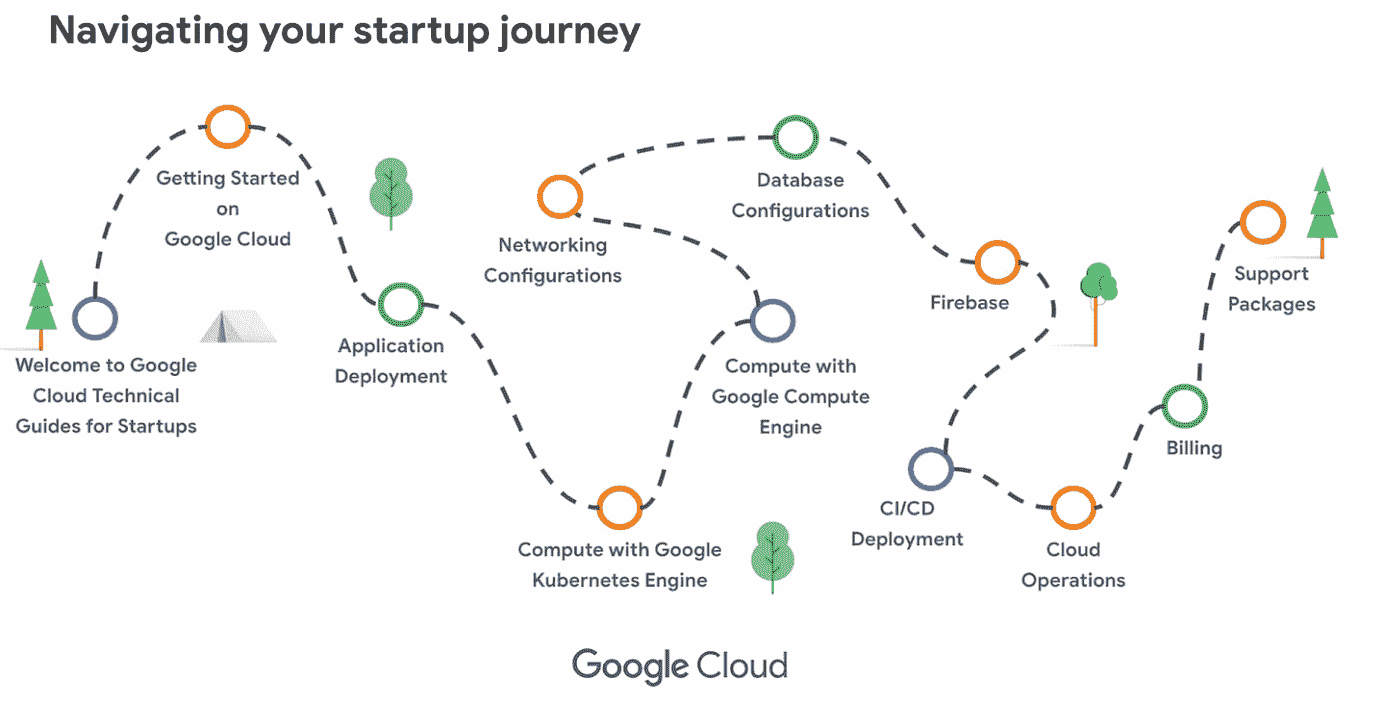 Navigating your startup journey
Getting Started
on
Google Cloud
Welcome to Google
Cloud Technical
Guides for Startups
Application
Deployment
Compute with Google
Kubernetes Engine
Compute with
Google Compute
Engine
Networking
Configurations
Database
Configurations
Firebase
CI/CD
Deployment
Cloud
Operations
Billing
Support
Packages
Google Cloud